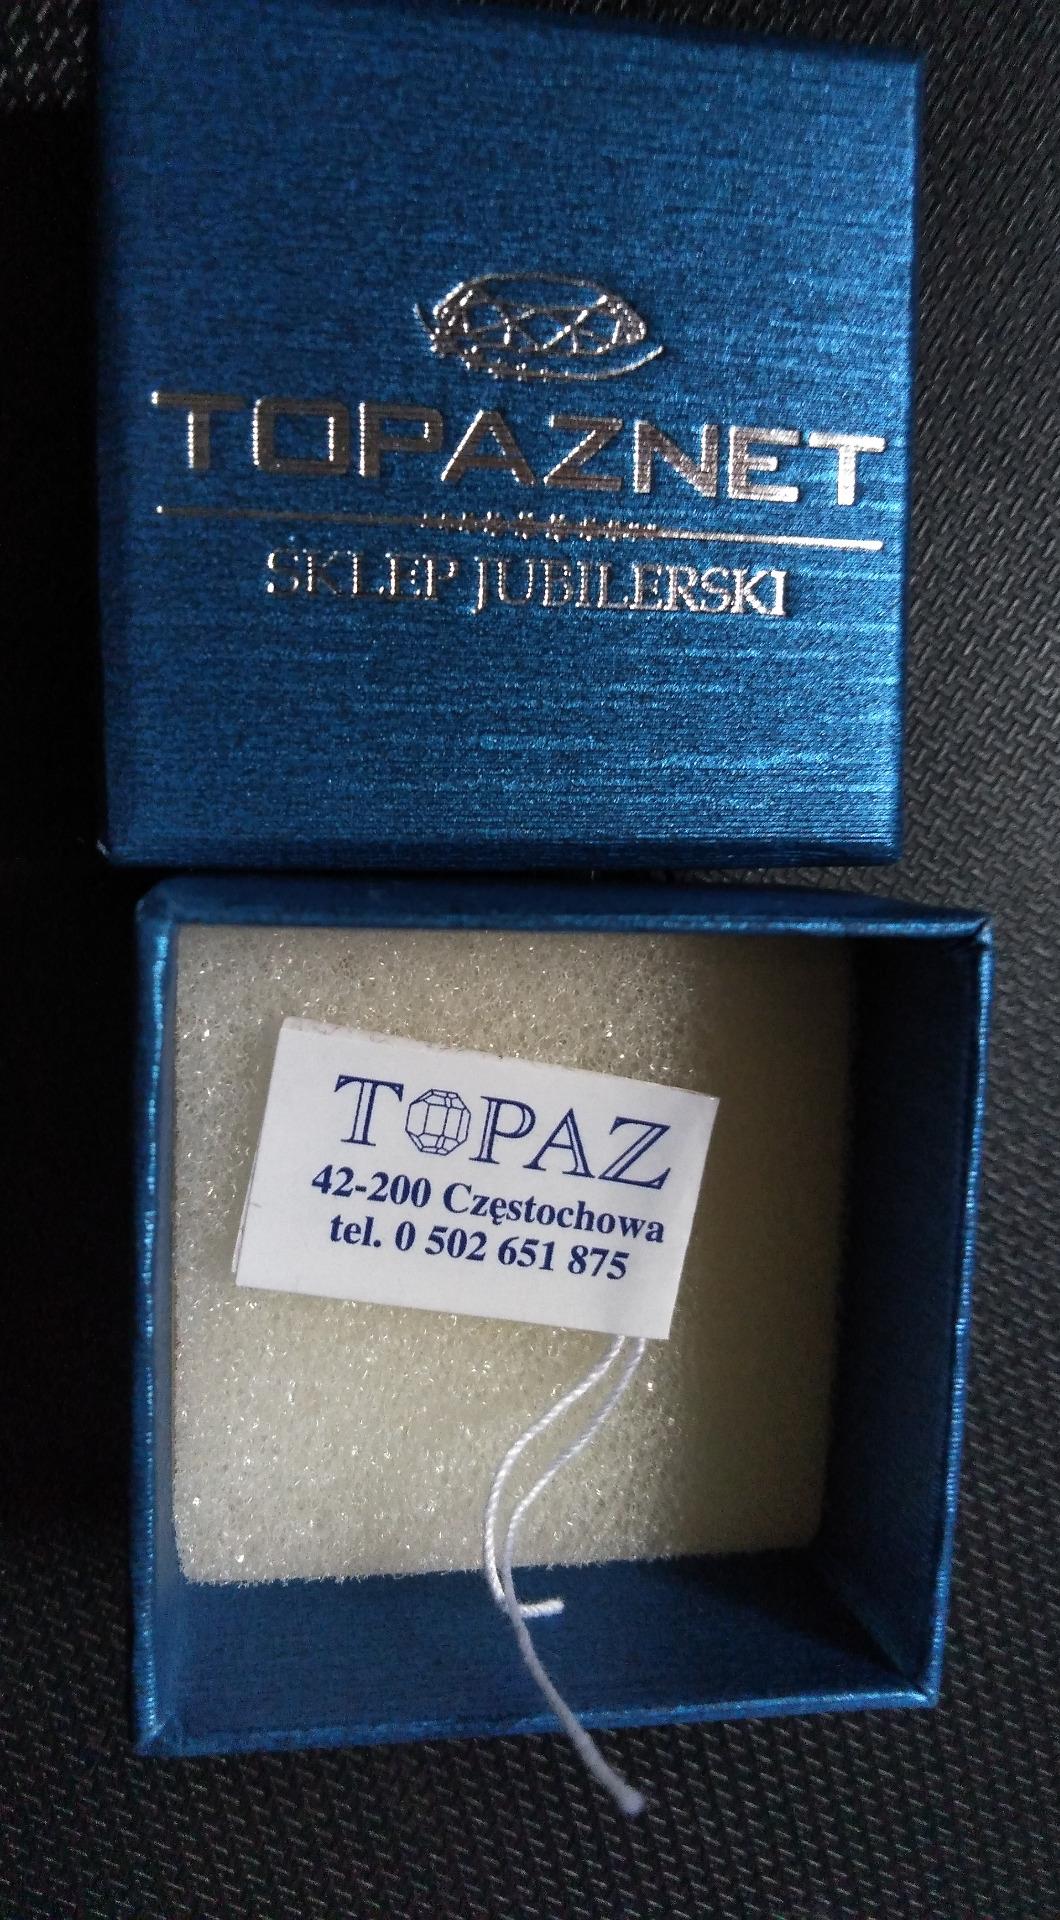 TOPAZNET
SKLEP JUBILERSKI
TOPAZ
42-200 Częstochowa
tel. 0 502 651 875